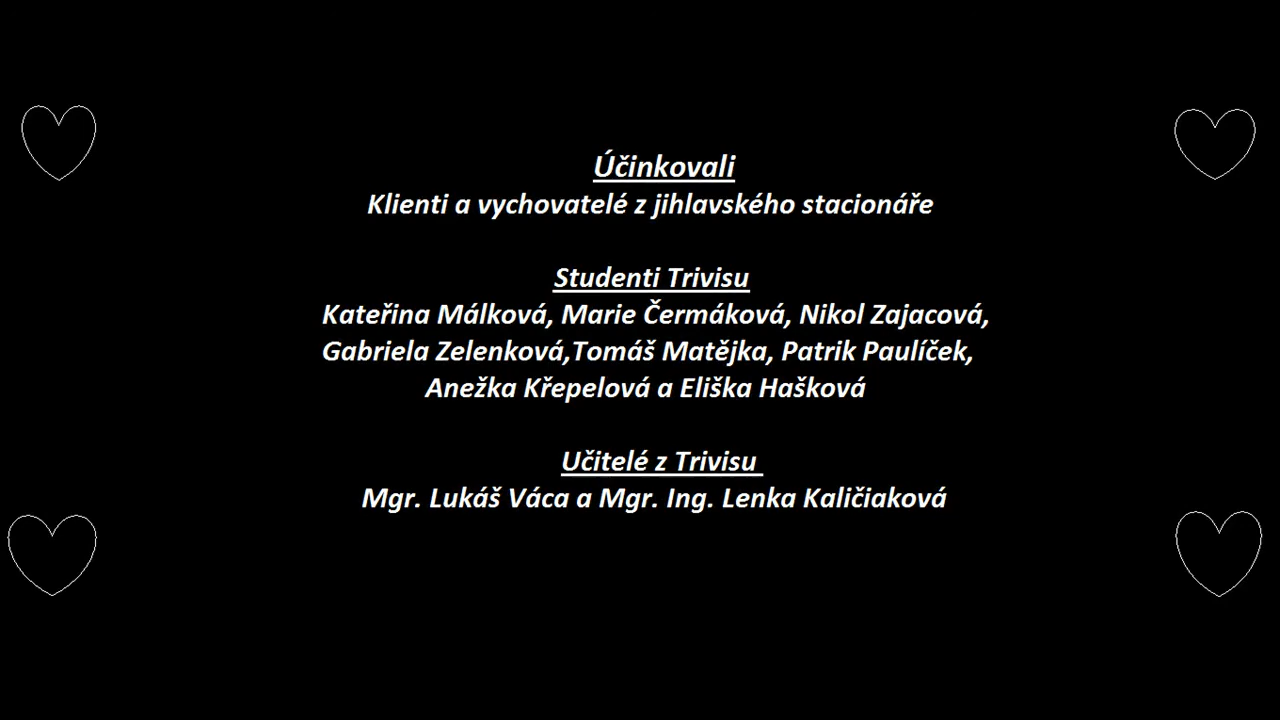 Účinkovali
Klienti a vychovatelé z jihlavského stacionáře
Studenti Trivisu
Kateřina Málková, Marie Čermáková, Nikol Zajacová,
Gabriela Zelenková,Tomáš Matějka, Patrik Paulíček,
Anežka Křepelová a Eliška Hašková
Učitelé z Trivisu
Mgr. Lukáš Váca a Mgr. Ing. Lenka Kaličiaková